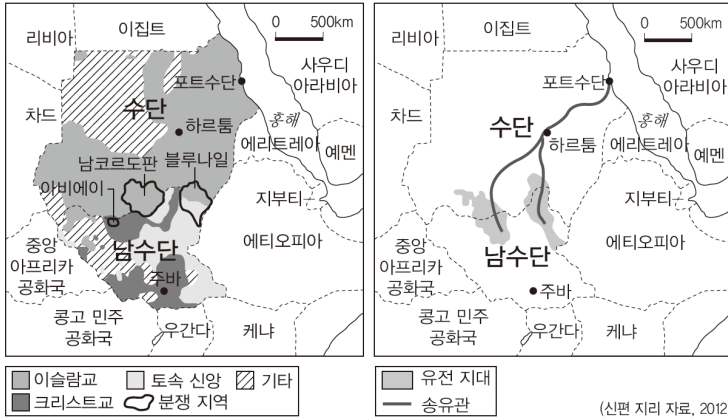 0 500km
이집트
리비아
사우디
아라비아
포트수단
차드
수단
하르툼
홍해
에리트레아
예멘
남코르도판
블루나일
아비에이
지부티
중앙
아프리카
공화국
남수단
에티오피아
주바
콩고 민주
공화국
우간다
케냐
이슬람교
토속 신앙
기타
크리스트교
분쟁 지역
0 500km
이집트
리비아
사우디
아라비아
포트수단
차드
수단
하르툼
홍해
에리트레아
예멘
지부티
중앙
아프리카
공화국
남수단
에티오피아
주바
콩고 민주
공화국
우간다
케냐
유전 지대
송유관
(신편 지리 자료, 2012